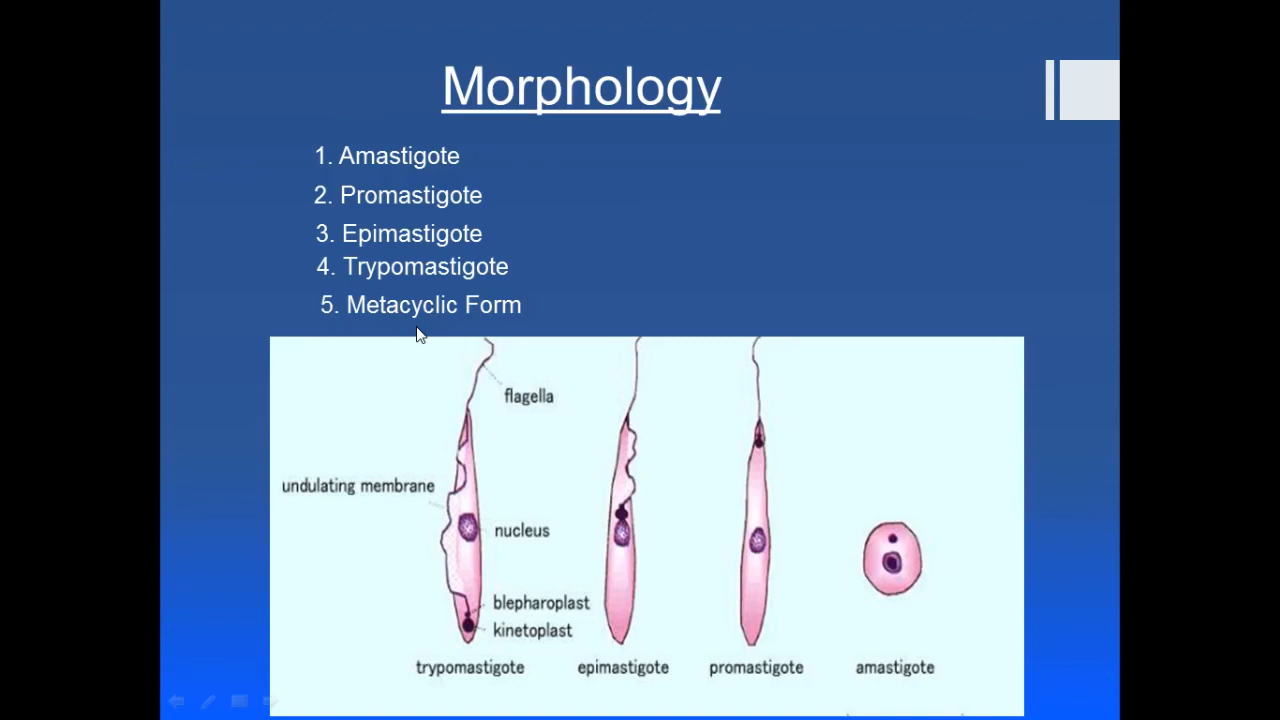 Morphology
1. Amastigote
2. Promastigote
3. Epimastigote
4. Trypomastigote
5. Metacyclic Form
flagella
undulating membrane
nucleus
blepharoplast
kinetoplast
trypomastigote epimastigote promastigote amastigote